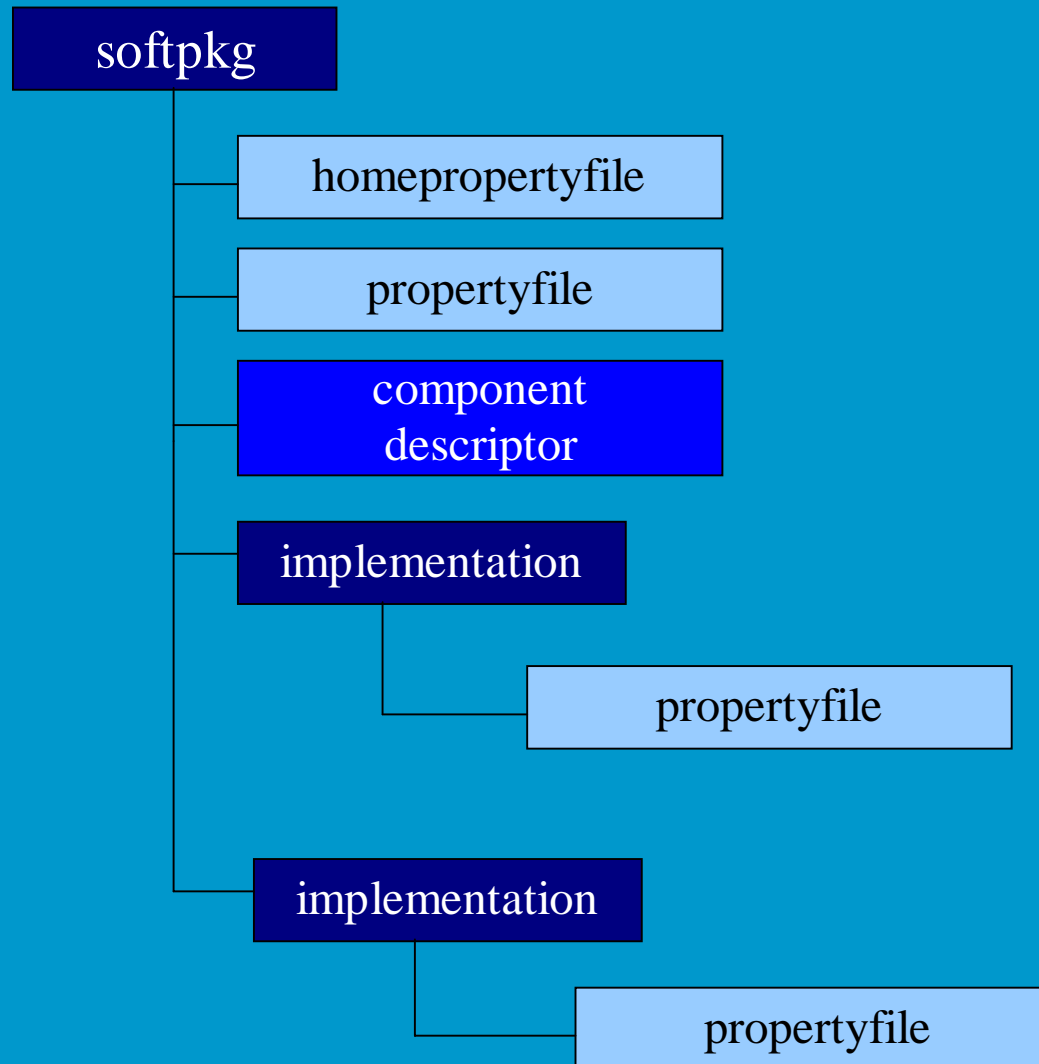 softpkg
homepropertyfile
propertyfile
component
descriptor
implementation
propertyfile
implementation
propertyfile